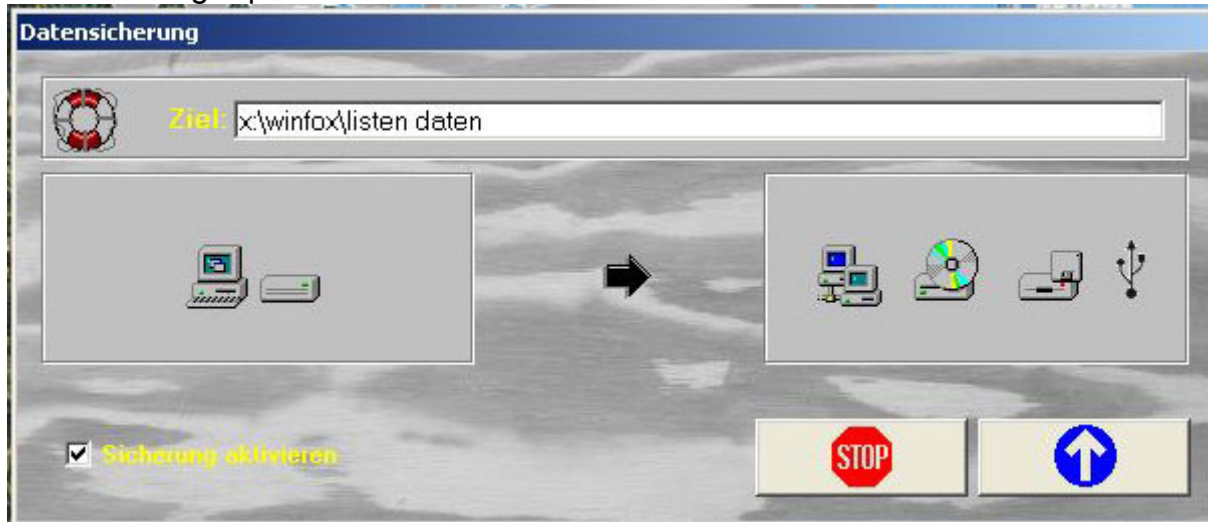 Datensicherung
Ziel: x:\winfox\listen daten
Sicherung aktivieren
STOP